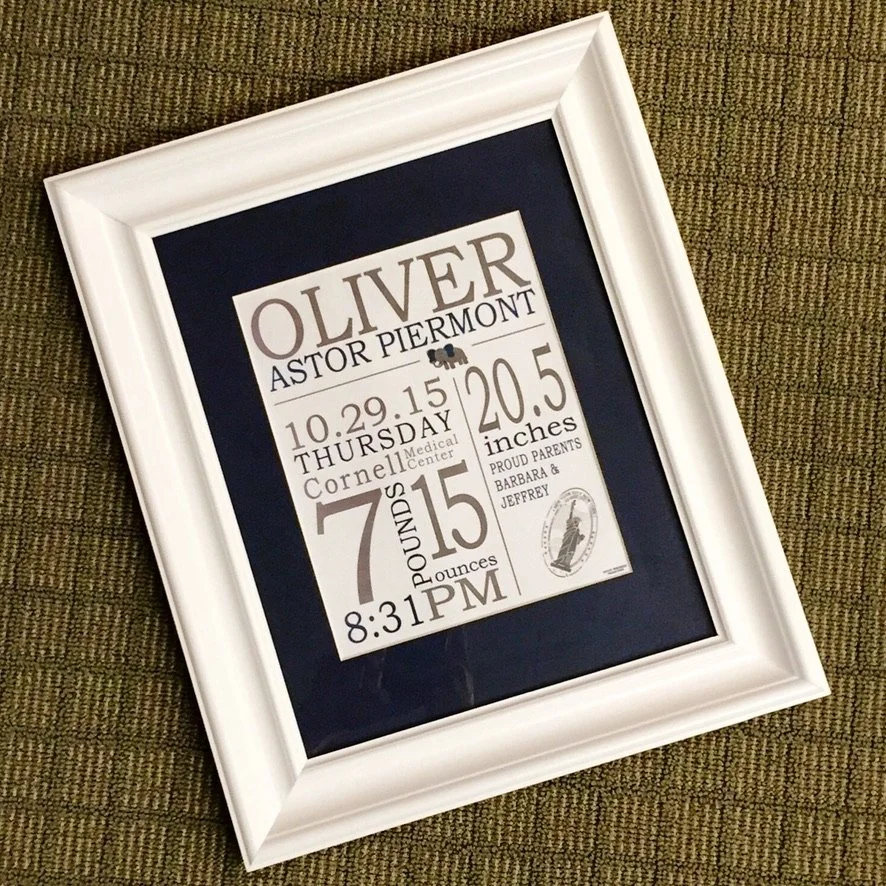 OLIVER
ASTOR PIERMONT
10.29.15
THURSDAY
Cornell Medical Center
7 POUNDS 15 ounces
8:31PM
20.5
inches
PROUD PARENTS
BARBARA &
JEFFREY